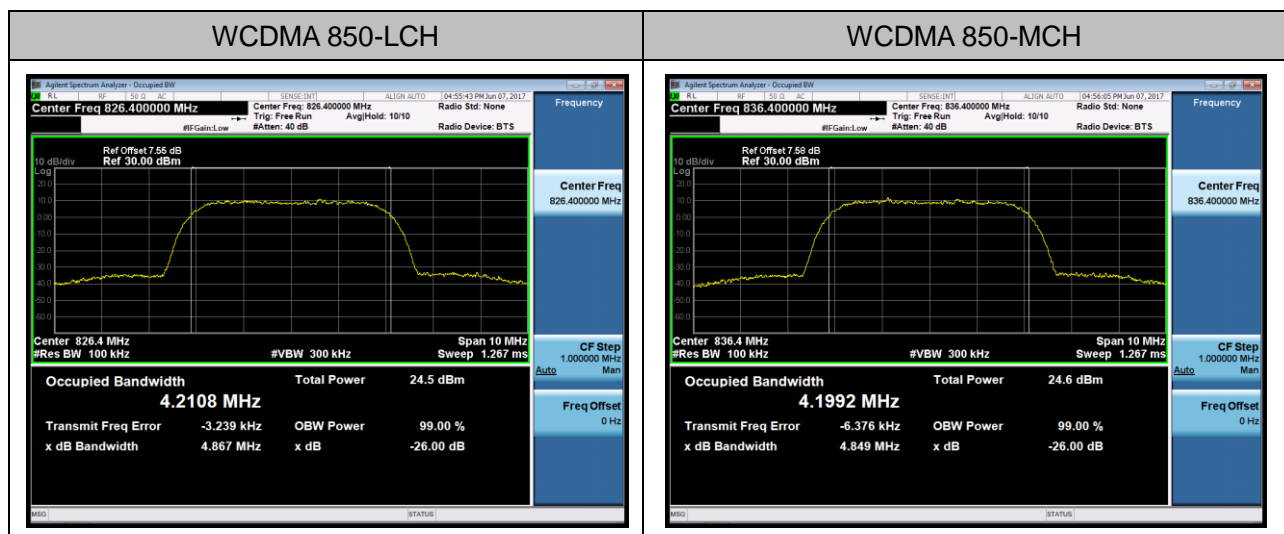 WCDMA 850-LCH
WCDMA 850-MCH
Agilent Spectrum Analyzer - Occupied BW
RL RF 50 Ω AC SENSE:INT ALIGN AUTO 04:55:43 PM Jun 07, 2017
Center Freq 826.400000 MHz
Center Freq: 826.400000 MHz
Radio Std: None
Trig: Free Run Avg|Hold: 10/10
#IFGain:Low #Atten: 40 dB Radio Device: BTS
Frequency
Ref Offset 7.55 dB
10 dB/div Ref 30.00 dBm
Log
20.0
10.0
0.00
-10.0
-20.0
-30.0
-40.0
-50.0
-60.0
Center Freq
826.400000 MHz
Center 826.4 MHz Span 10 MHz
#Res BW 100 kHz #VBW 300 kHz Sweep 1.267 ms
CF Step
1.000000 MHz
Auto Man
Occupied Bandwidth Total Power 24.5 dBm
4.2108 MHz
Transmit Freq Error -3.239 kHz OBW Power 99.00 %
x dB Bandwidth 4.867 MHz x dB -26.00 dB
Freq Offset
0 Hz
MSG STATUS
Agilent Spectrum Analyzer - Occupied BW
RL RF 50 Ω AC SENSE:INT ALIGN AUTO 04:56:05 PM Jun 07, 2017
Center Freq 836.400000 MHz
Center Freq: 836.400000 MHz
Radio Std: None
Trig: Free Run Avg|Hold: 10/10
#IFGain:Low #Atten: 40 dB Radio Device: BTS
Frequency
Ref Offset 7.58 dB
10 dB/div Ref 30.00 dBm
Log
20.0
10.0
0.00
-10.0
-20.0
-30.0
-40.0
-50.0
-60.0
Center Freq
836.400000 MHz
Center 836.4 MHz Span 10 MHz
#Res BW 100 kHz #VBW 300 kHz Sweep 1.267 ms
CF Step
1.000000 MHz
Auto Man
Occupied Bandwidth Total Power 24.6 dBm
4.1992 MHz
Transmit Freq Error -6.376 kHz OBW Power 99.00 %
x dB Bandwidth 4.849 MHz x dB -26.00 dB
Freq Offset
0 Hz
MSG STATUS